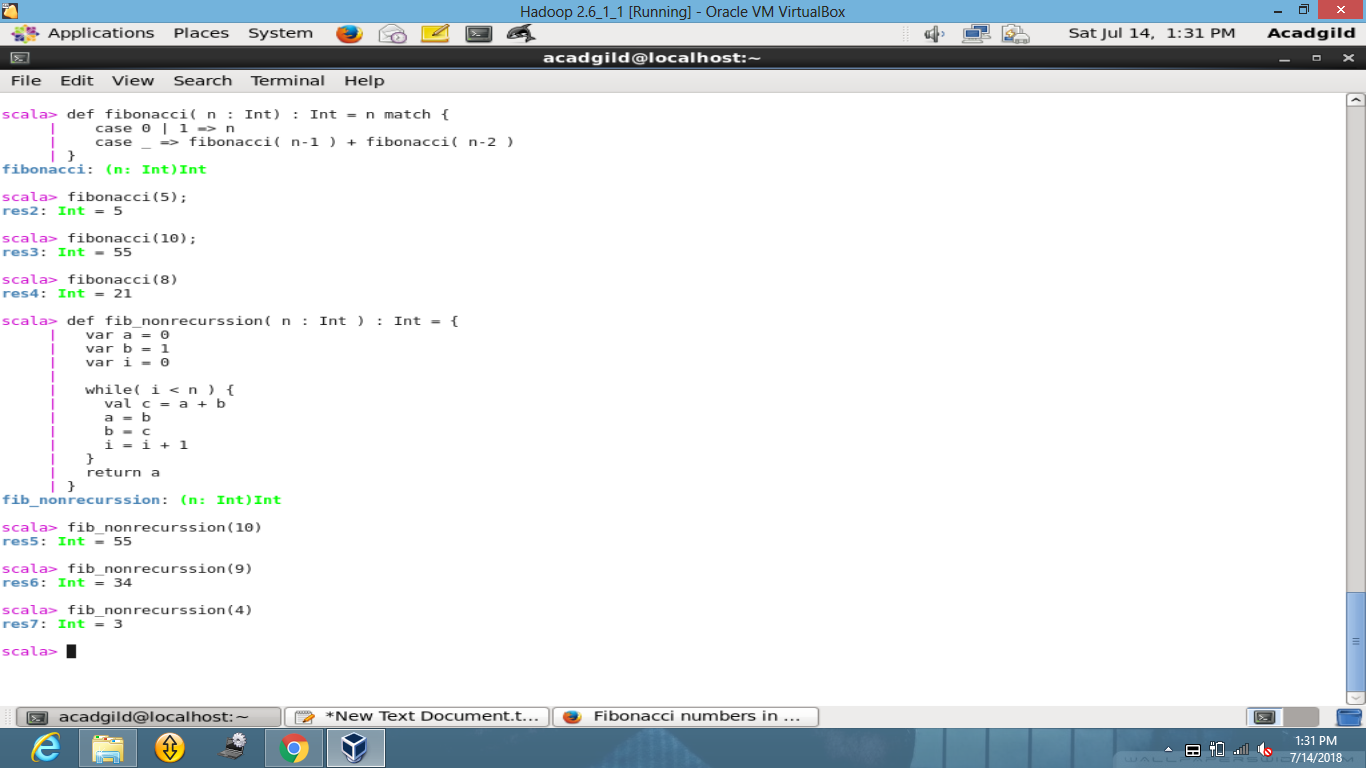 Hadoop 2.6_1_1 [Running] - Oracle VM VirtualBox
Applications Places System Sat Jul 14, 1:31 PM Acadgild
acadgild@localhost:~
File Edit View Search Terminal Help
scala> def fibonacci( n : Int) : Int = n match {
     |    case 0 | 1 => n
     |    case _ => fibonacci( n-1 ) + fibonacci( n-2 )
     | }
fibonacci: (n: Int)Int
scala> fibonacci(5);
res2: Int = 5
scala> fibonacci(10);
res3: Int = 55
scala> fibonacci(8)
res4: Int = 21
scala> def fib_nonrecurssion( n : Int ) : Int = {
     |   var a = 0
     |   var b = 1
     |   var i = 0
     |
     |   while( i < n ) {
     |     val c = a + b
     |     a = b
     |     b = c
     |     i = i + 1
     |   }
     |   return a
     | }
fib_nonrecurssion: (n: Int)Int
scala> fib_nonrecurssion(10)
res5: Int = 55
scala> fib_nonrecurssion(9)
res6: Int = 34
scala> fib_nonrecurssion(4)
res7: Int = 3
scala>
acadgild@localhost:~ *New Text Document.t... Fibonacci numbers in ...
1:31 PM
7/14/2018